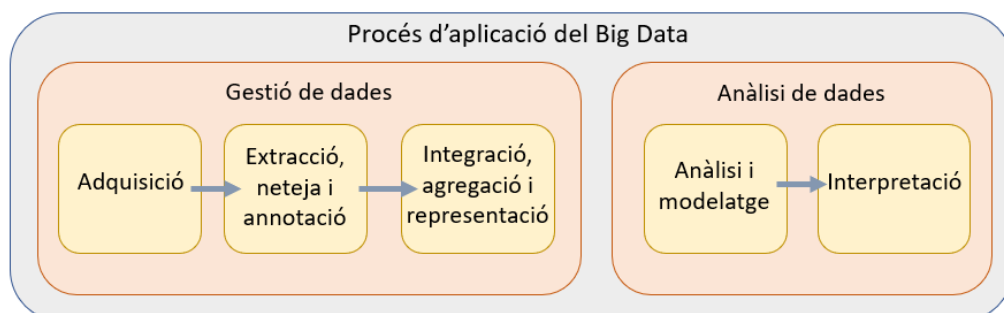 Procés d’aplicació del Big Data
Gestió de dades
Adquisició
Extracció,
neteja i
annotació
Integració,
agregació i
representació
Anàlisi de dades
Anàlisi i
modelatge
Interpretació